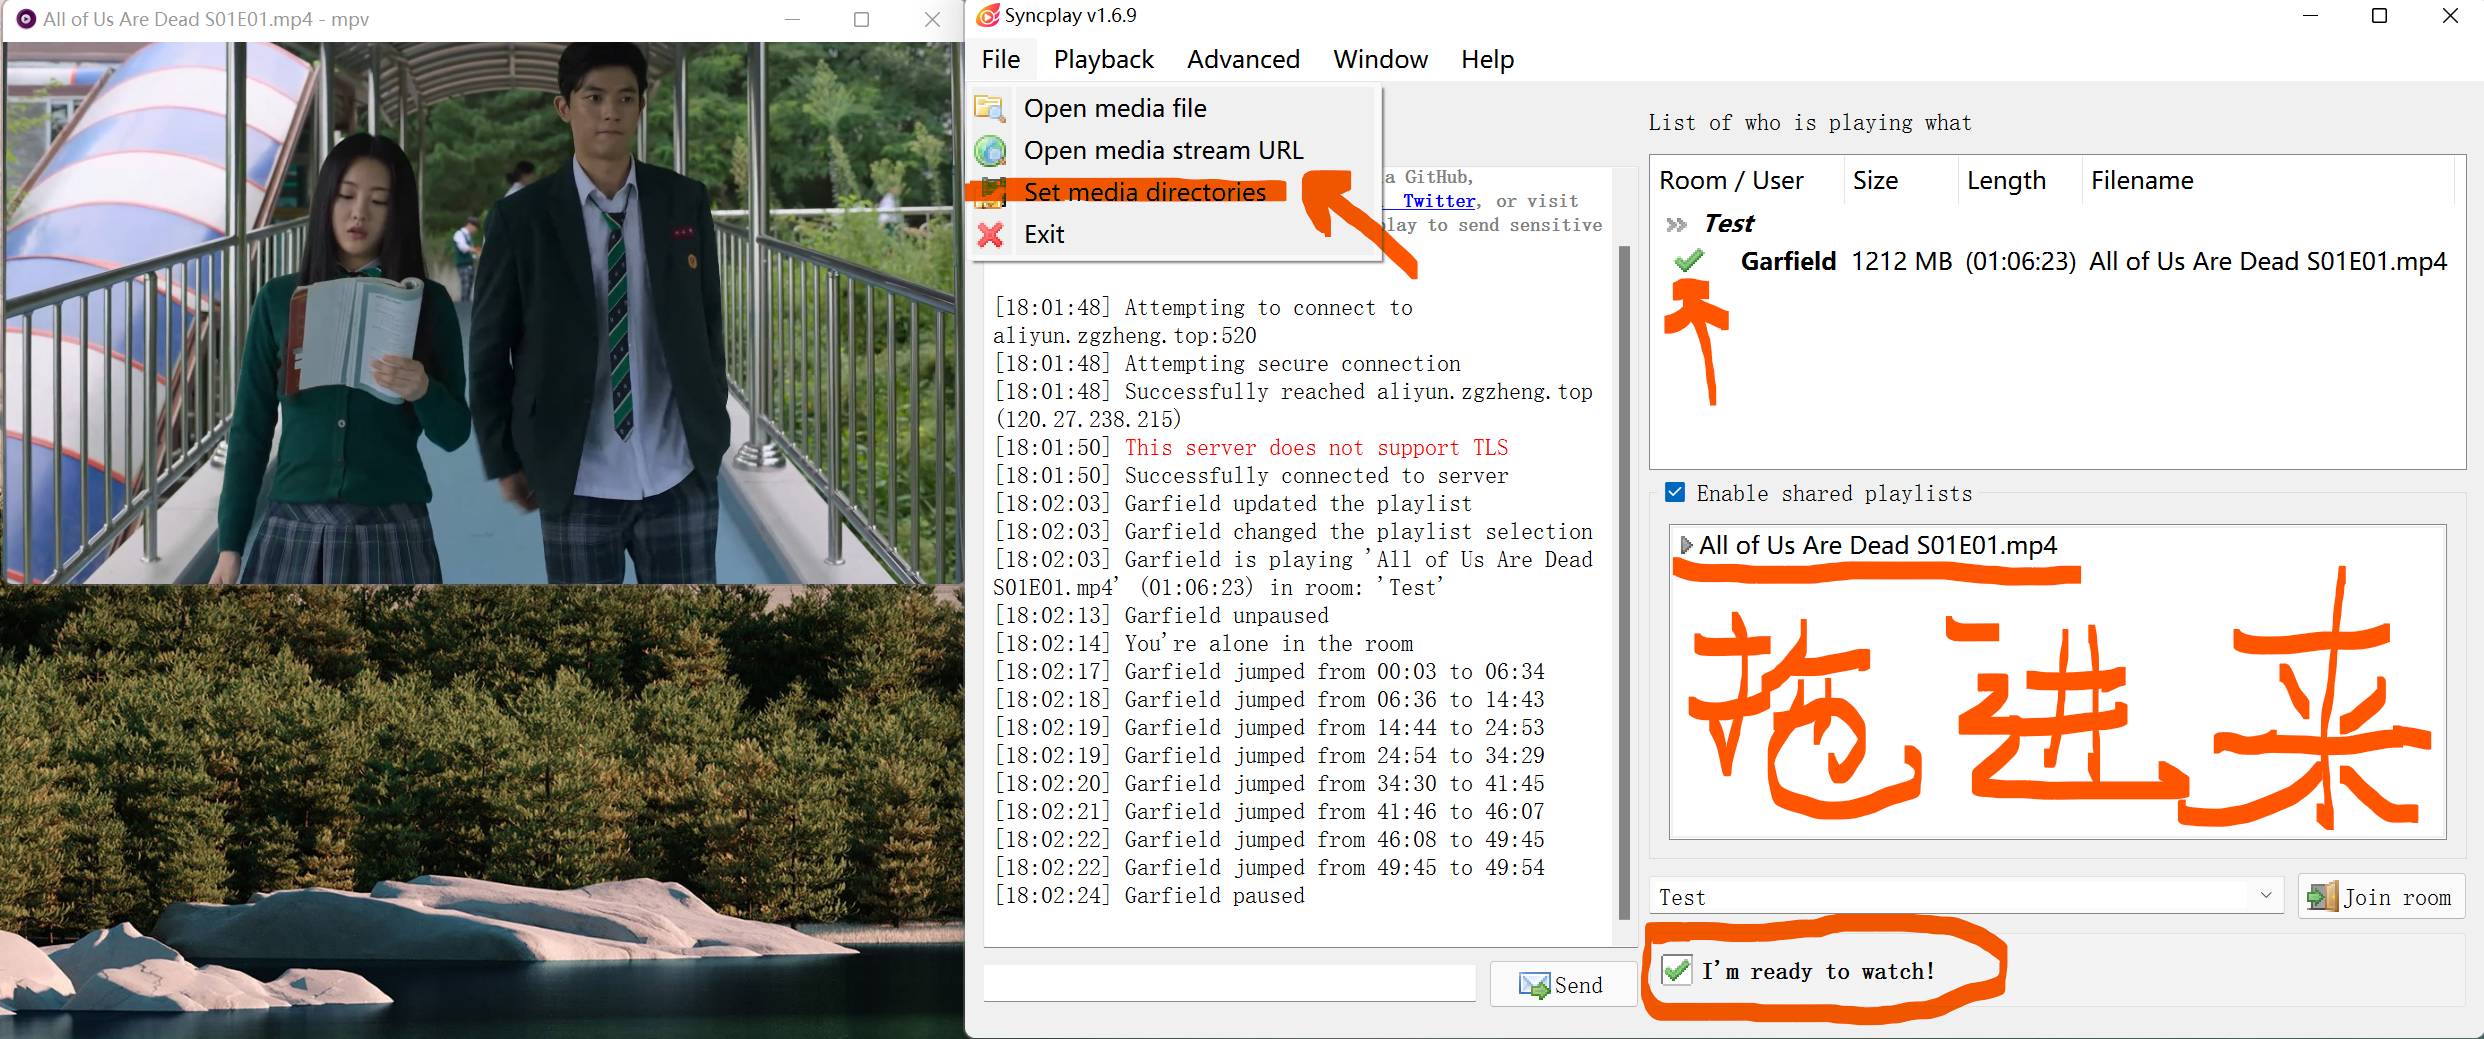 All of Us Are Dead S01E01.mp4 - mpv
Syncplay v1.6.9
File Playback Advanced Window Help
Open media file
Open media stream URL
Set media directories
Exit
a GitHub,
Twitter, or visit
lay to send sensitive
[18:01:48] Attempting to connect to
aliyun.zgzheng.top:520
[18:01:48] Attempting secure connection
[18:01:48] Successfully reached aliyun.zgzheng.top
(120.27.238.215)
[18:01:50] This server does not support TLS
[18:01:50] Successfully connected to server
[18:02:03] Garfield updated the playlist
[18:02:03] Garfield changed the playlist selection
[18:02:03] Garfield is playing 'All of Us Are Dead
S01E01.mp4' (01:06:23) in room: 'Test'
[18:02:13] Garfield unpaused
[18:02:14] You're alone in the room
[18:02:17] Garfield jumped from 00:03 to 06:34
[18:02:18] Garfield jumped from 06:36 to 14:43
[18:02:19] Garfield jumped from 14:44 to 24:53
[18:02:19] Garfield jumped from 24:54 to 34:29
[18:02:20] Garfield jumped from 34:30 to 41:45
[18:02:21] Garfield jumped from 41:46 to 46:07
[18:02:22] Garfield jumped from 46:08 to 49:45
[18:02:22] Garfield jumped from 49:45 to 49:54
[18:02:24] Garfield paused
Send
List of who is playing what
Room / User Size Length Filename
Test
Garfield 1212 MB (01:06:23) All of Us Are Dead S01E01.mp4
Enable shared playlists
All of Us Are Dead S01E01.mp4
拖进来
Test
Join room
I'm ready to watch!